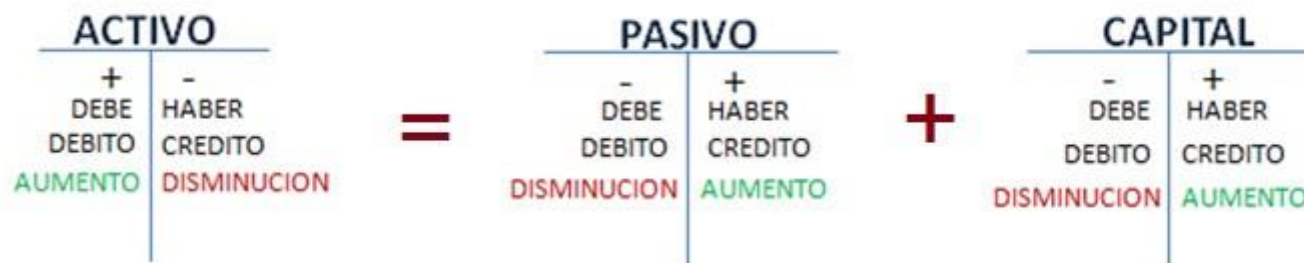 ACTIVO
+ -
DEBE HABER
DEBITO CREDITO
AUMENTO DISMINUCION
=
PASIVO
- +
DEBE HABER
DEBITO CREDITO
DISMINUCION AUMENTO
+
CAPITAL
- +
DEBE HABER
DEBITO CREDITO
DISMINUCION AUMENTO